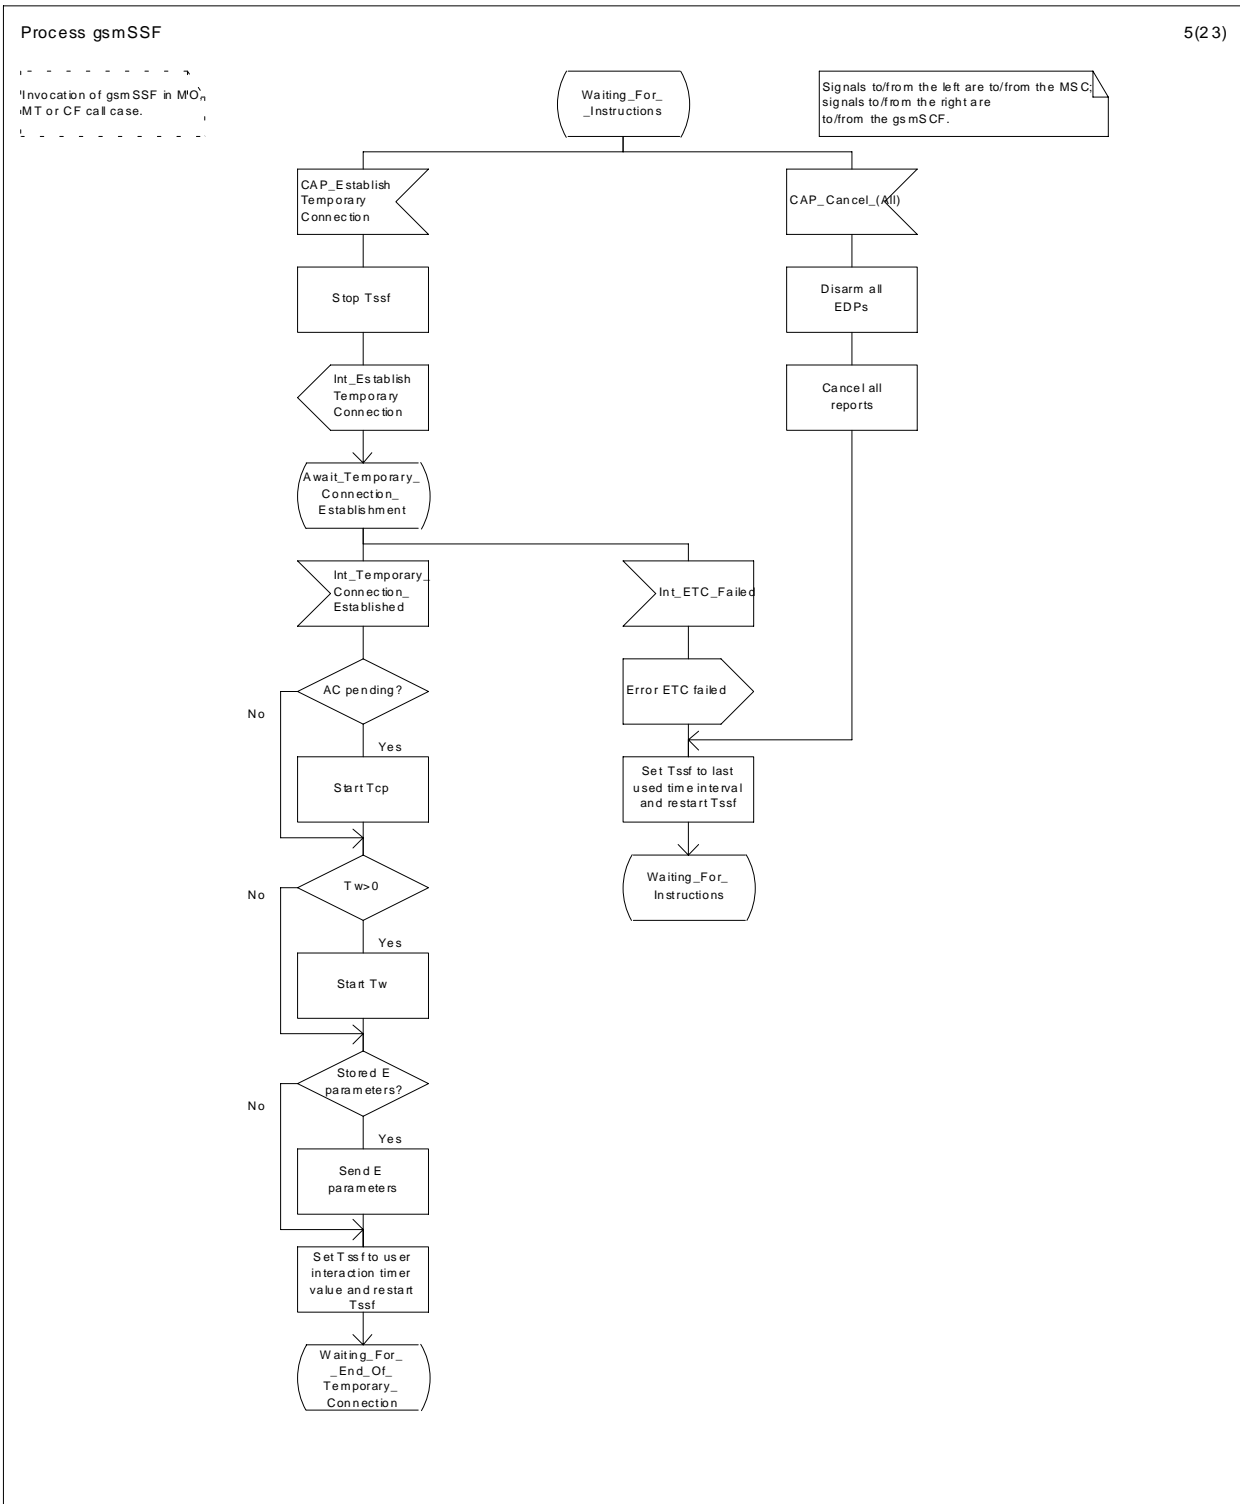 Process gsmSSF
5(23)
Invocation of gsmSSF in MO,
MT or CF call case.
Waiting_For_
_Instructions
Signals to/from the left are to/from the MSC;
signals to/from the right are
to/from the gsmSCF.
CAP_Establish
Temporary
Connection
CAP_Cancel_(All)
Stop Tssf
Disarm all
EDPs
Int_Establish
Temporary
Connection
Cancel all
reports
Await_Temporary_
Connection_
Establishment
Int_Temporary_
Connection_
Established
Int_ETC_Failed
AC pending?
No
Yes
Error ETC failed
Start Tcp
Set Tssf to last
used time interval
and restart Tssf
Tw>0
No
Yes
Waiting_For_
Instructions
Start Tw
Stored E
parameters?
No
Yes
Send E
parameters
Set Tssf to user
interaction timer
value and restart
Tssf
Waiting_For_
_End_Of_
Temporary_
Connection